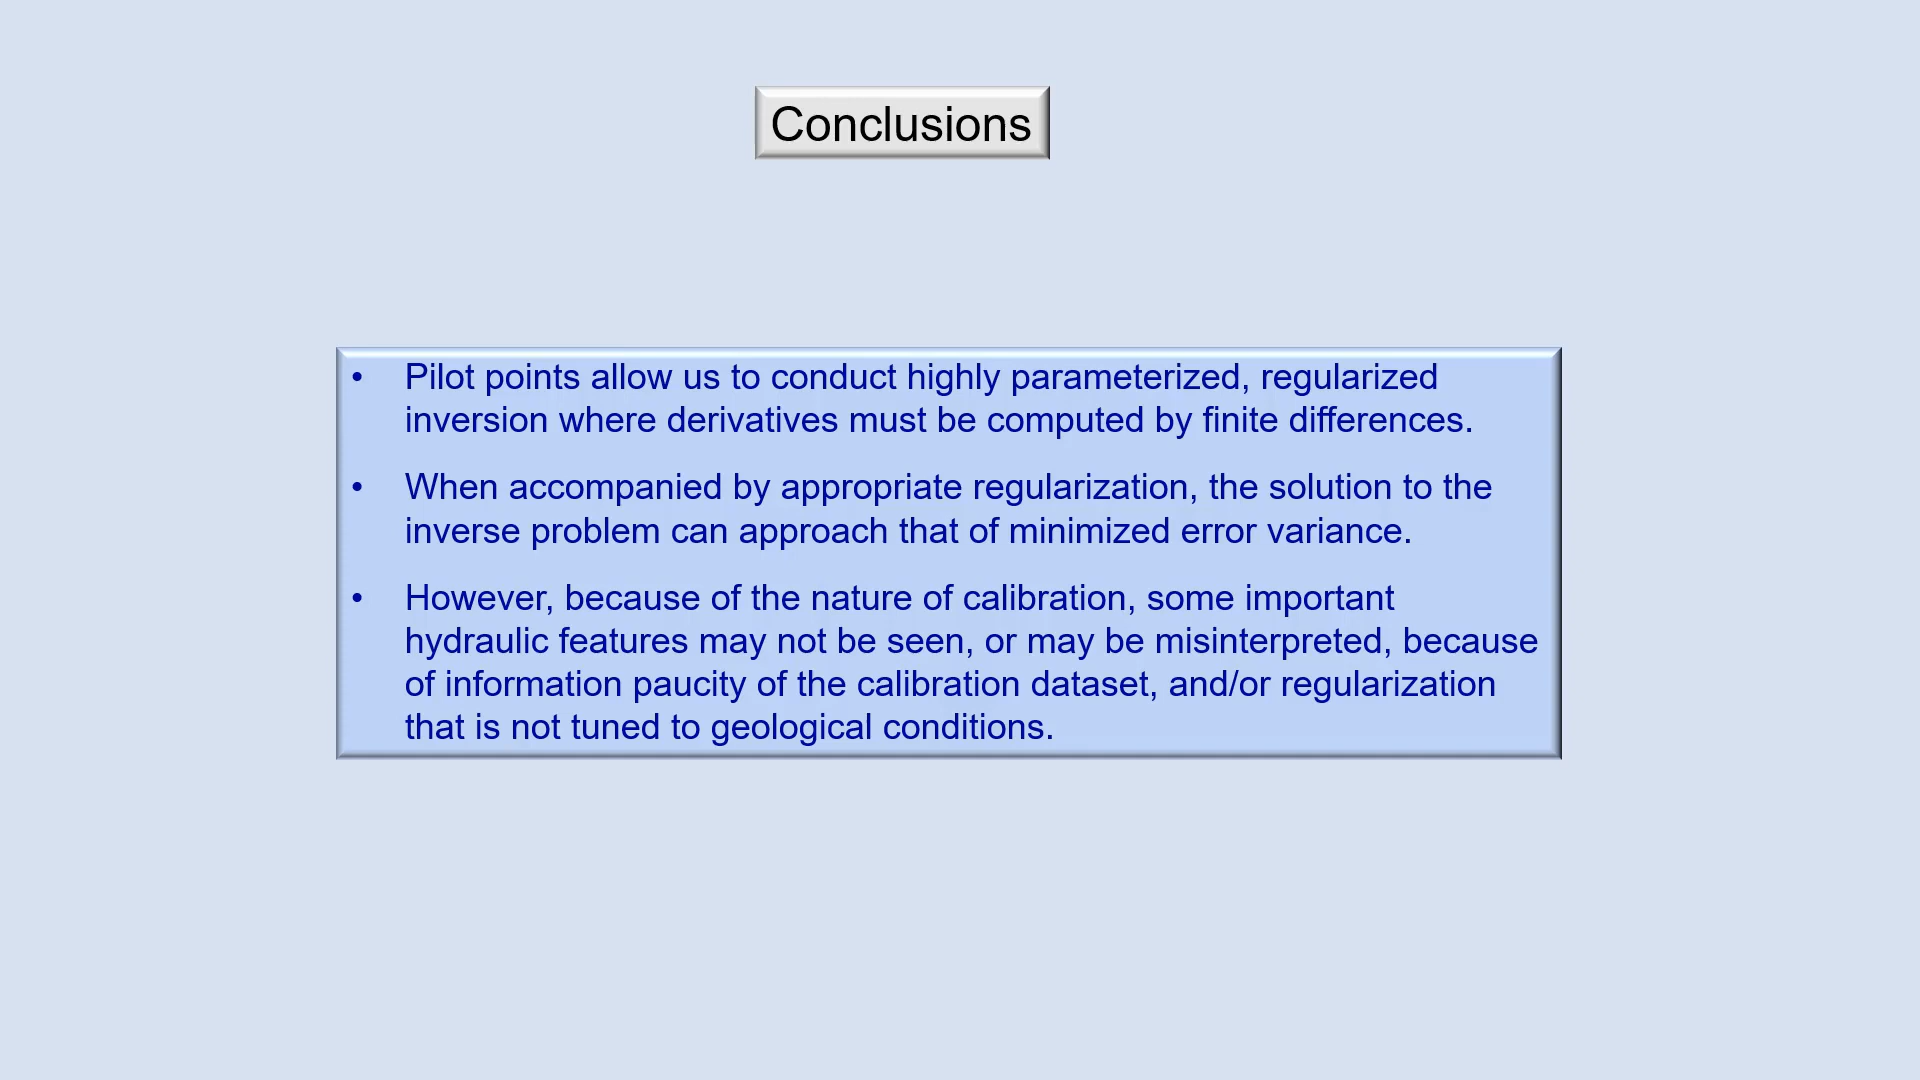 Conclusions
• Pilot points allow us to conduct highly parameterized, regularized
inversion where derivatives must be computed by finite differences.
• When accompanied by appropriate regularization, the solution to the
inverse problem can approach that of minimized error variance.
• However, because of the nature of calibration, some important
hydraulic features may not be seen, or may be misinterpreted, because
of information paucity of the calibration dataset, and/or regularization
that is not tuned to geological conditions.